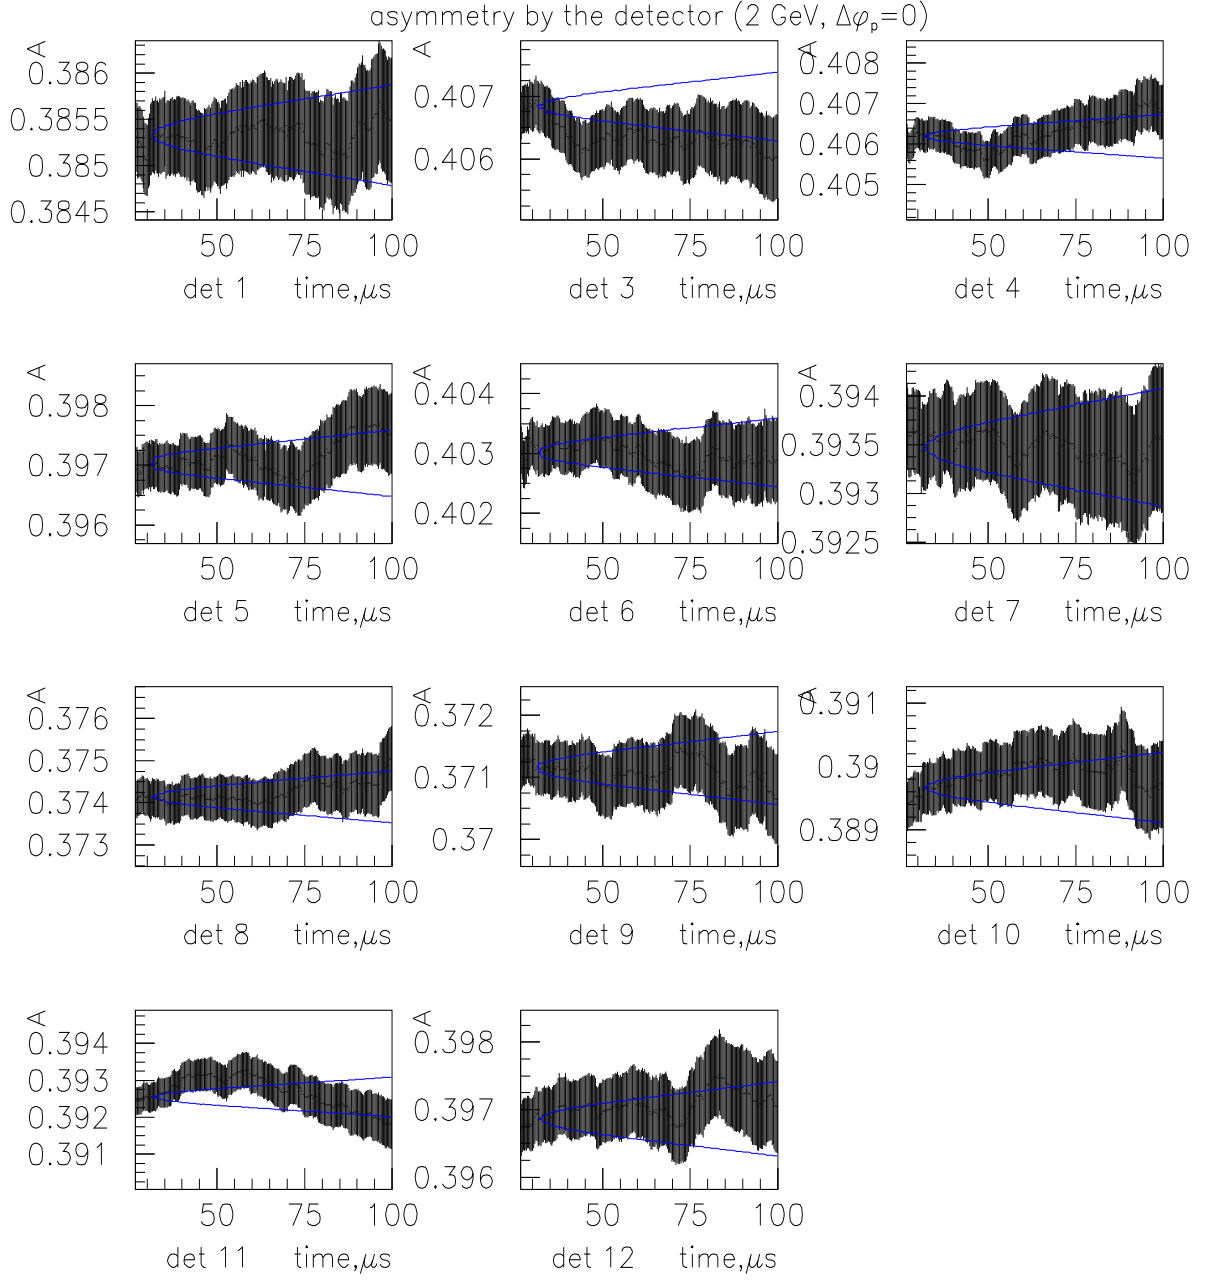 asymmetry by the detector (2 GeV, Δφp=0)
A
0.386
0.3855
0.385
0.3845
50 75 100
det 1 time,μs
A
0.407
0.406
50 75 100
det 3 time,μs
A
0.408
0.407
0.406
0.405
50 75 100
det 4 time,μs
A
0.398
0.397
0.396
50 75 100
det 5 time,μs
A
0.404
0.403
0.402
50 75 100
det 6 time,μs
A
0.394
0.3935
0.393
0.3925
50 75 100
det 7 time,μs
A
0.376
0.375
0.374
0.373
50 75 100
det 8 time,μs
A
0.372
0.371
0.37
50 75 100
det 9 time,μs
A
0.391
0.39
0.389
50 75 100
det 10 time,μs
A
0.394
0.393
0.392
0.391
50 75 100
det 11 time,μs
A
0.398
0.397
0.396
50 75 100
det 12 time,μs